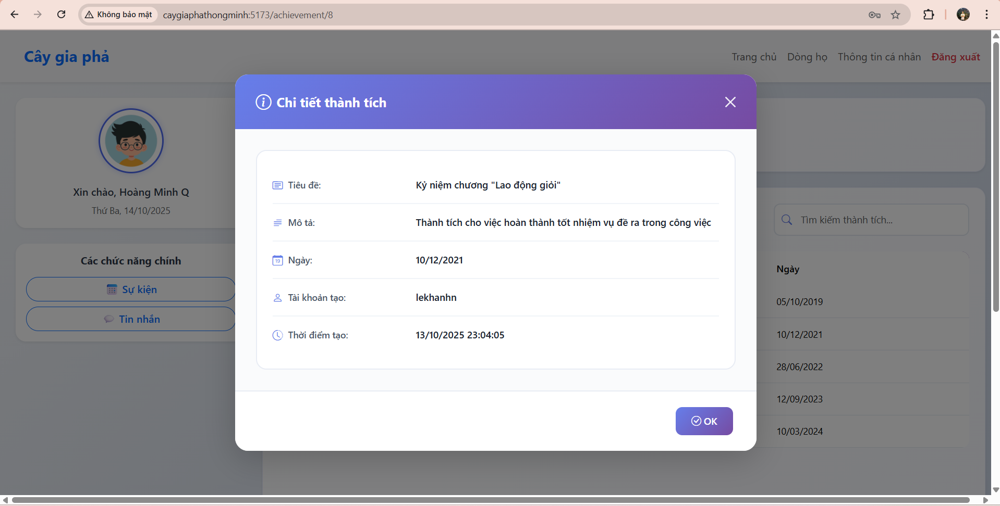 Không bảo mật
caygiaphathongminh:5173/achievement/8
Cây gia phả
Trang chủ Dòng họ Thông tin cá nhân Đăng xuất
Xin chào, Hoàng Minh Q
Thứ Ba, 14/10/2025
Các chức năng chính
Sự kiện
Tin nhắn
Chi tiết thành tích
Tiêu đề: Kỷ niệm chương "Lao động giỏi"
Mô tả: Thành tích cho việc hoàn thành tốt nhiệm vụ đề ra trong công việc
19 Ngày: 10/12/2021
Tài khoản tạo: lekhanhn
Thời điểm tạo: 13/10/2025 23:04:05
OK
Tìm kiếm thành tích...
Ngày
05/10/2019
10/12/2021
28/06/2022
12/09/2023
10/03/2024